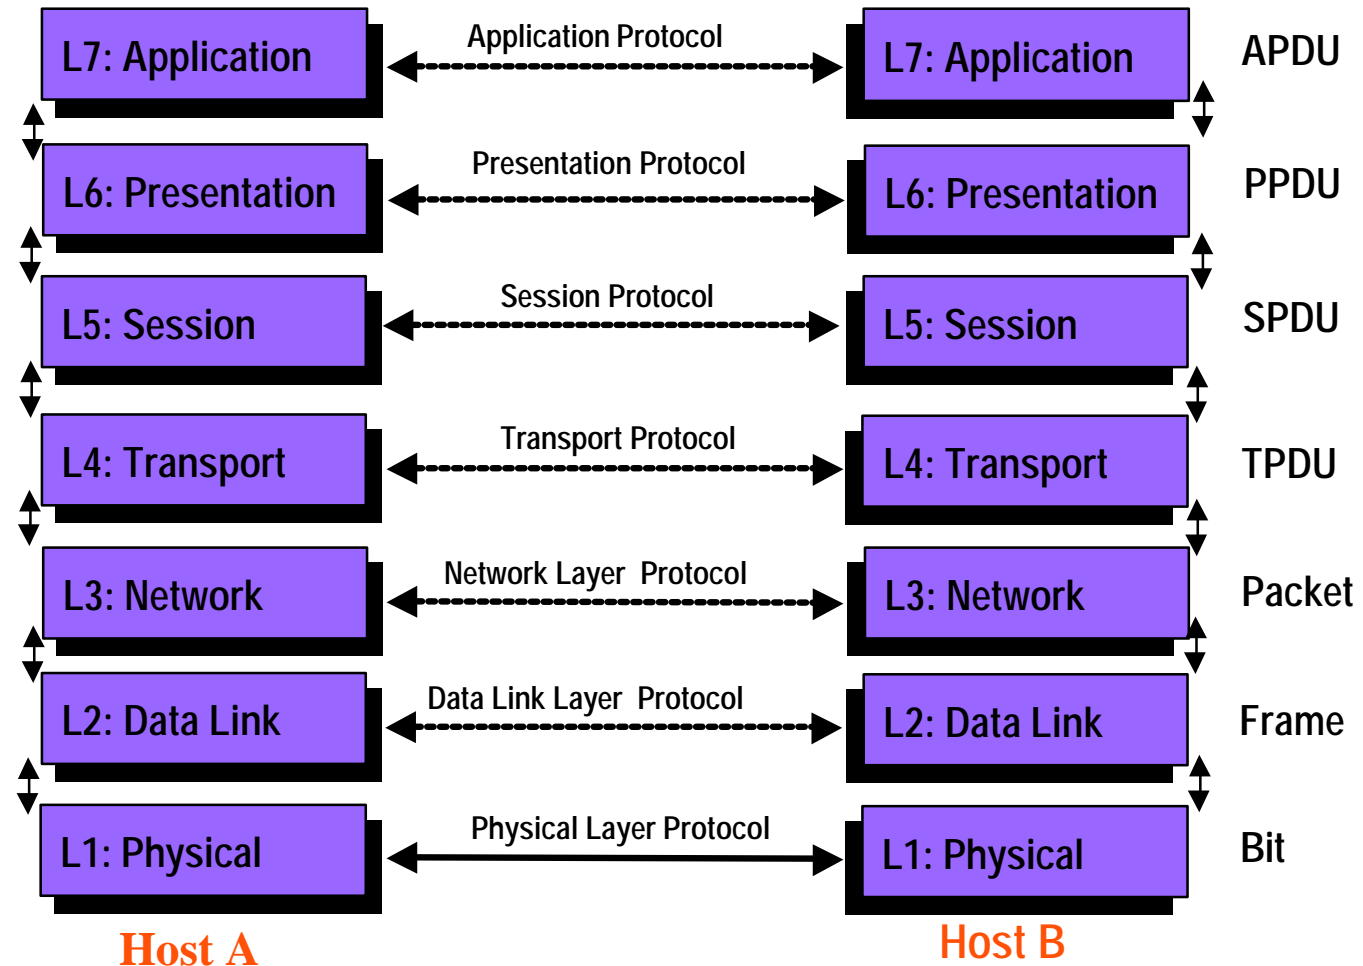 L7: Application
Application Protocol
L7: Application
APDU
L6: Presentation
Presentation Protocol
L6: Presentation
PPDU
L5: Session
Session Protocol
L5: Session
SPDU
L4: Transport
Transport Protocol
L4: Transport
TPDU
L3: Network
Network Layer Protocol
L3: Network
Packet
L2: Data Link
Data Link Layer Protocol
L2: Data Link
Frame
L1: Physical
Physical Layer Protocol
L1: Physical
Bit
Host A
Host B